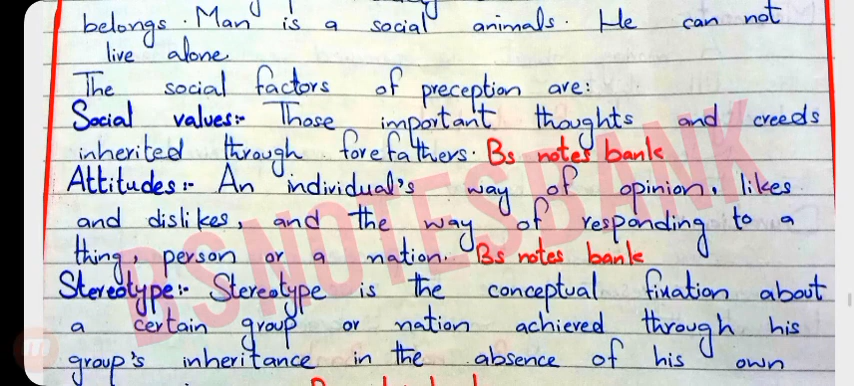 belongs. Man is a social animals. He can not
live alone
The social factors of preception are:
Social values:- Those important thoughts and creeds
inherited through forefathers. Bs notes bank
Attitudes:- An individual's way of opinion, likes
and dislikes, and the way of responding to a
thing, person or a nation. Bs notes bank
Stereotype:- Stereotype is the conceptual fixation about
a certain group or nation achieved through his
group's inheritance in the absence of his own
BSNOTESBANK